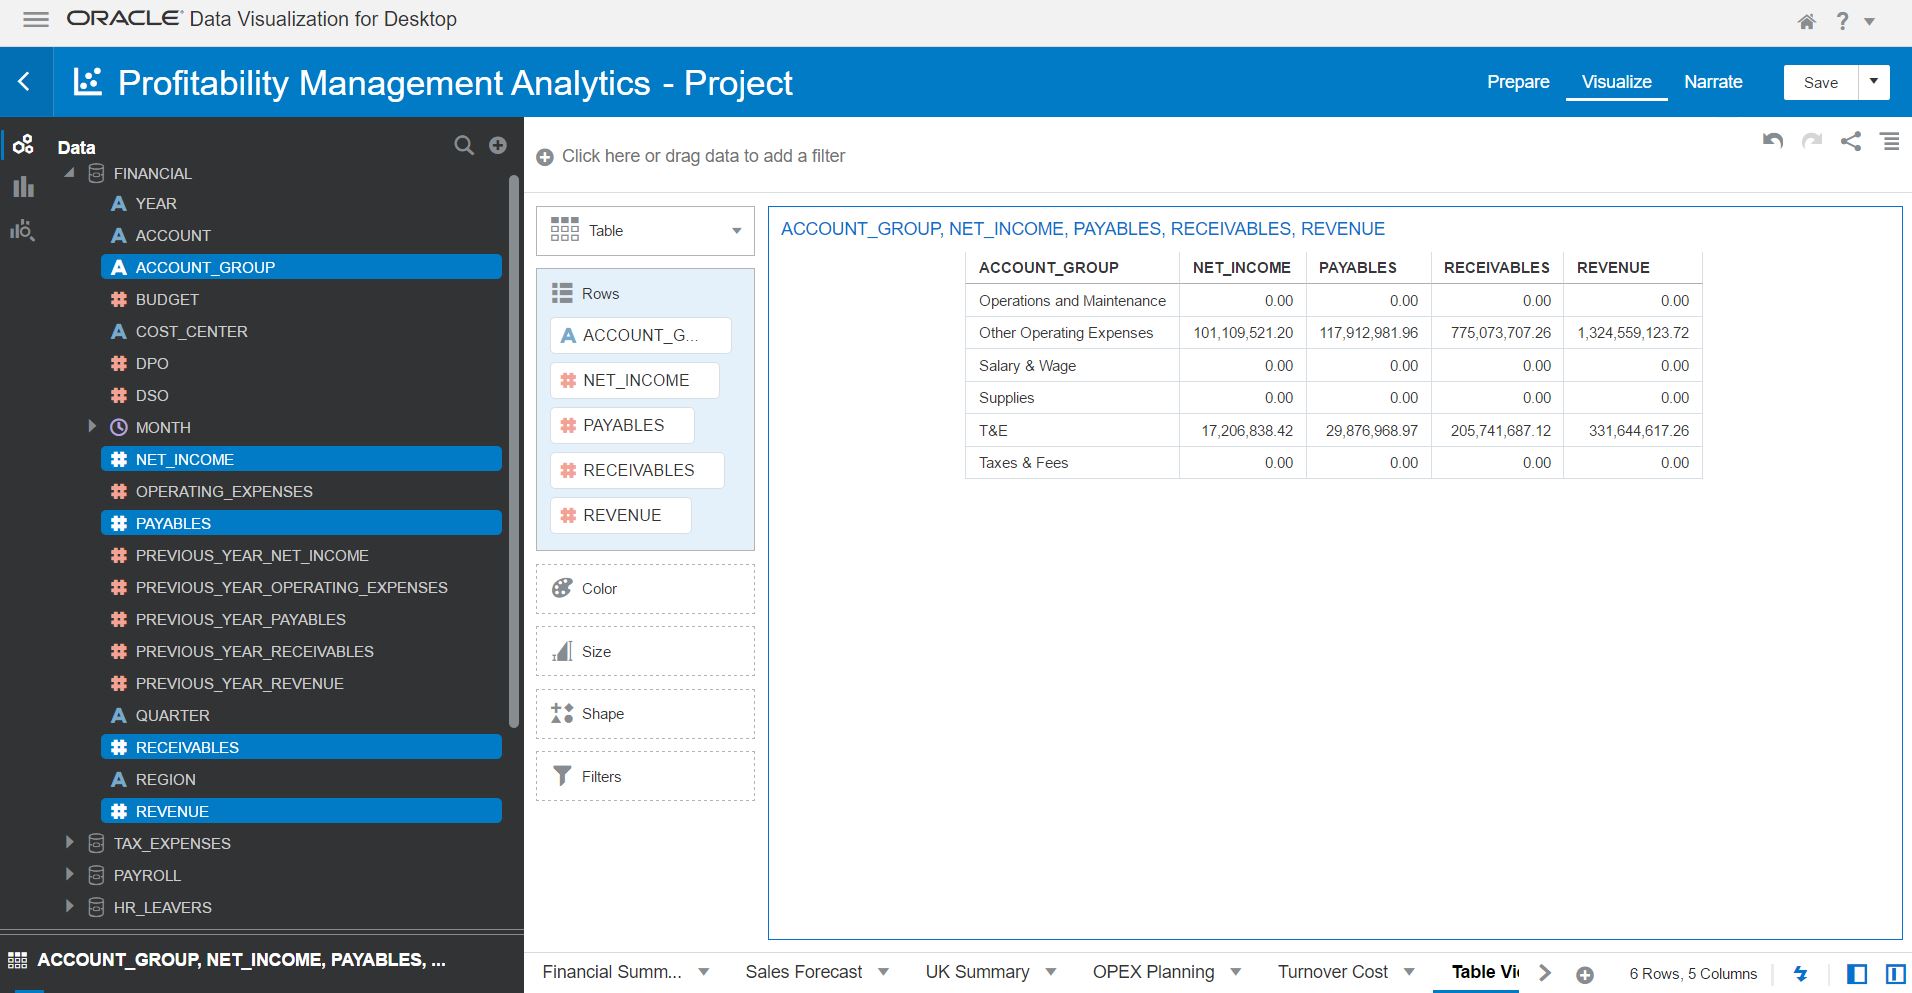 ORACLE Data Visualization for Desktop
?
Profitability Management Analytics - Project
Prepare Visualize Narrate Save
Data
FINANCIAL
A YEAR
A ACCOUNT
A ACCOUNT_GROUP
# BUDGET
A COST_CENTER
# DPO
# DSO
MONTH
# NET_INCOME
# OPERATING_EXPENSES
# PAYABLES
# PREVIOUS_YEAR_NET_INCOME
# PREVIOUS_YEAR_OPERATING_EXPENSES
# PREVIOUS_YEAR_PAYABLES
# PREVIOUS_YEAR_RECEIVABLES
# PREVIOUS_YEAR_REVENUE
A QUARTER
# RECEIVABLES
A REGION
# REVENUE
TAX_EXPENSES
PAYROLL
HR_LEAVERS
ACCOUNT_GROUP, NET_INCOME, PAYABLES, ...
Click here or drag data to add a filter
Table
Rows
A ACCOUNT_G...
# NET_INCOME
# PAYABLES
# RECEIVABLES
# REVENUE
Color
Size
Shape
Filters
ACCOUNT_GROUP, NET_INCOME, PAYABLES, RECEIVABLES, REVENUE
ACCOUNT_GROUP NET_INCOME PAYABLES RECEIVABLES REVENUE
Operations and Maintenance 0.00 0.00 0.00 0.00
Other Operating Expenses 101,109,521.20 117,912,981.96 775,073,707.26 1,324,559,123.72
Salary & Wage 0.00 0.00 0.00 0.00
Supplies 0.00 0.00 0.00 0.00
T&E 17,206,838.42 29,876,968.97 205,741,687.12 331,644,617.26
Taxes & Fees 0.00 0.00 0.00 0.00
Financial Summ... Sales Forecast UK Summary OPEX Planning Turnover Cost Table Vi 6 Rows, 5 Columns